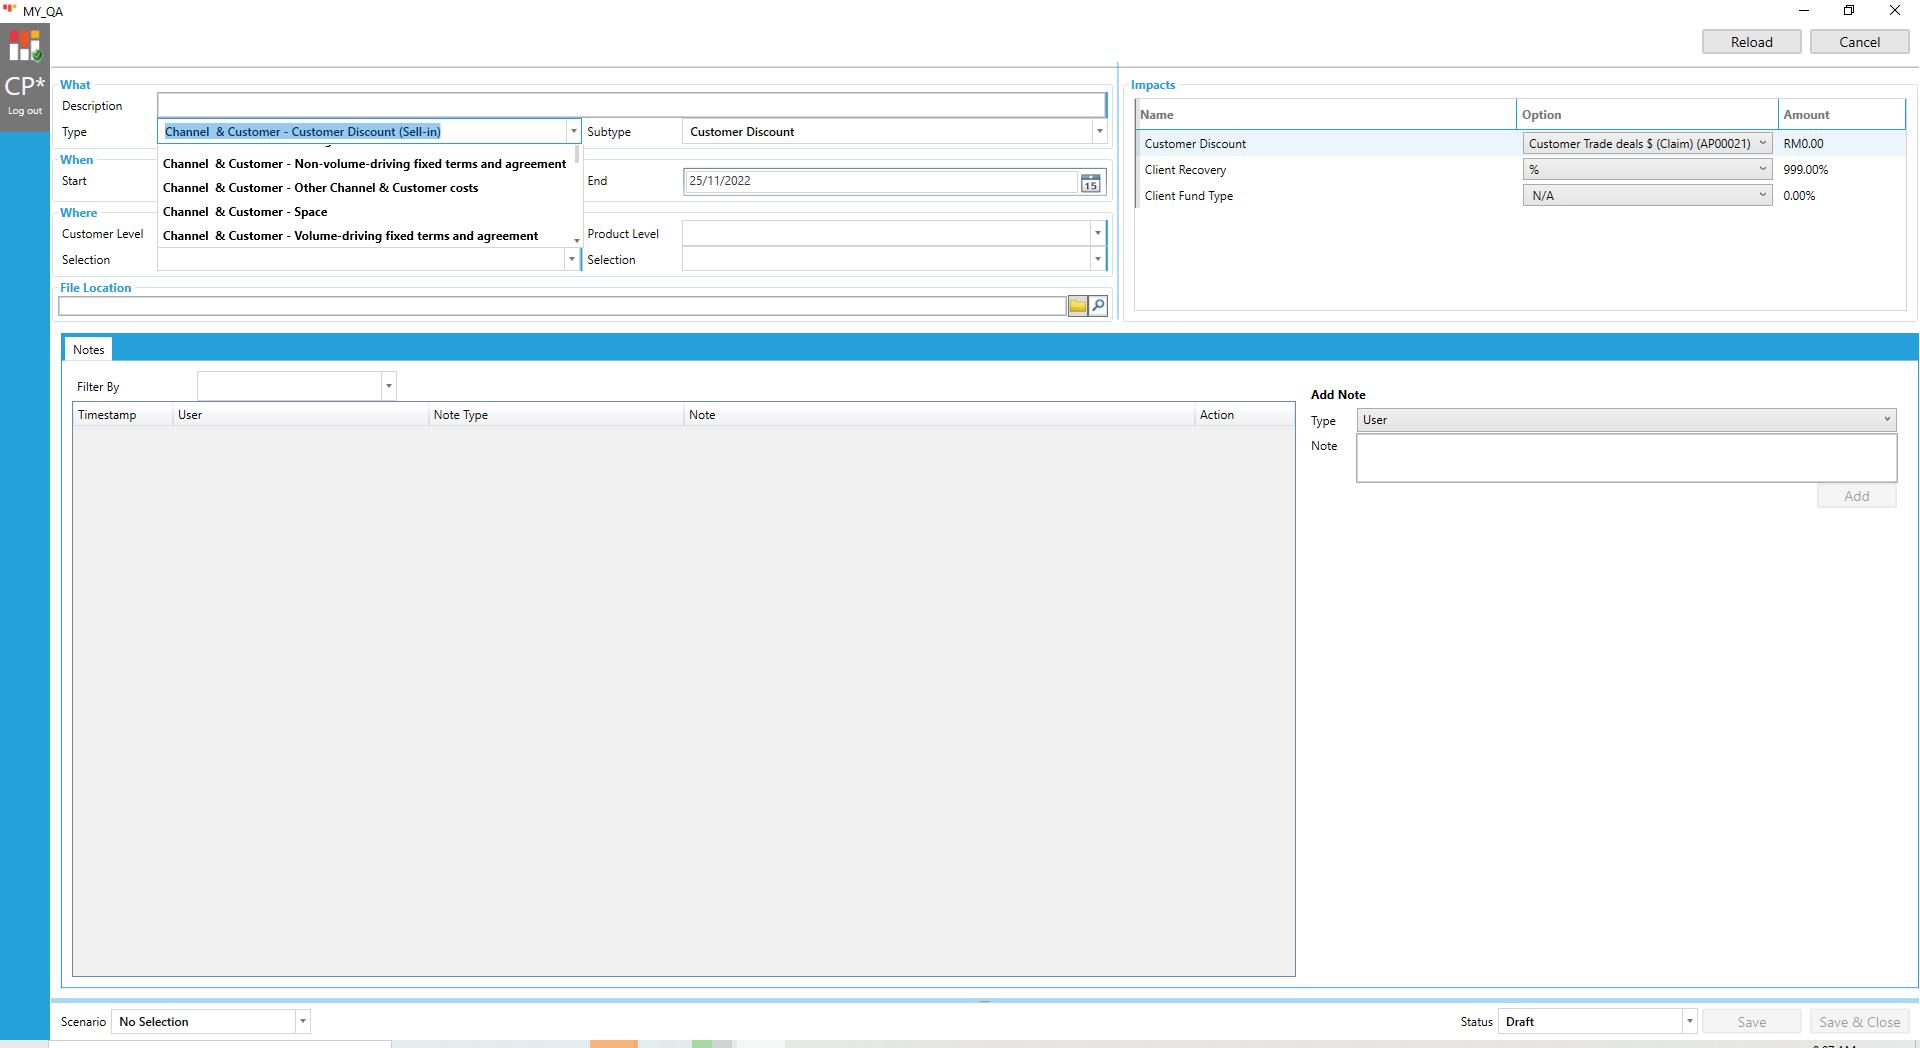 MY_QA
Reload
Cancel
CP*
Log out
What
Description
Type
Channel & Customer - Customer Discount (Sell-in)
Subtype
Customer Discount
Channel & Customer - Non-volume-driving fixed terms and agreement
Channel & Customer - Other Channel & Customer costs
Channel & Customer - Space
Channel & Customer - Volume-driving fixed terms and agreement
When
Start
End
25/11/2022
15
Where
Customer Level
Product Level
Selection
Selection
File Location
Impacts
Name Option Amount
Customer Discount Customer Trade deals $ (Claim) (AP00021) RM0.00
Client Recovery % 999.00%
Client Fund Type N/A 0.00%
Notes
Filter By
Timestamp User Note Type Note Action
Add Note
Type User
Note
Add
Scenario No Selection
Status Draft
Save
Save & Close